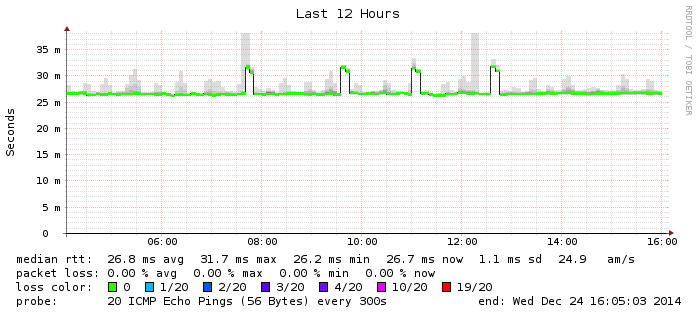 Last 12 Hours
RRDTOOL / TOBI OETIKER
Seconds
35 m
30 m
25 m
20 m
15 m
10 m
5 m
0
06:00 08:00 10:00 12:00 14:00 16:00
median rtt: 26.8 ms avg 31.7 ms max 26.2 ms min 26.7 ms now 1.1 ms sd 24.9 am/s
packet loss: 0.00 % avg 0.00 % max 0.00 % min 0.00 % now
loss color: 0 1/20 2/20 3/20 4/20 10/20 19/20
probe: 20 ICMP Echo Pings (56 Bytes) every 300s end: Wed Dec 24 16:05:03 2014